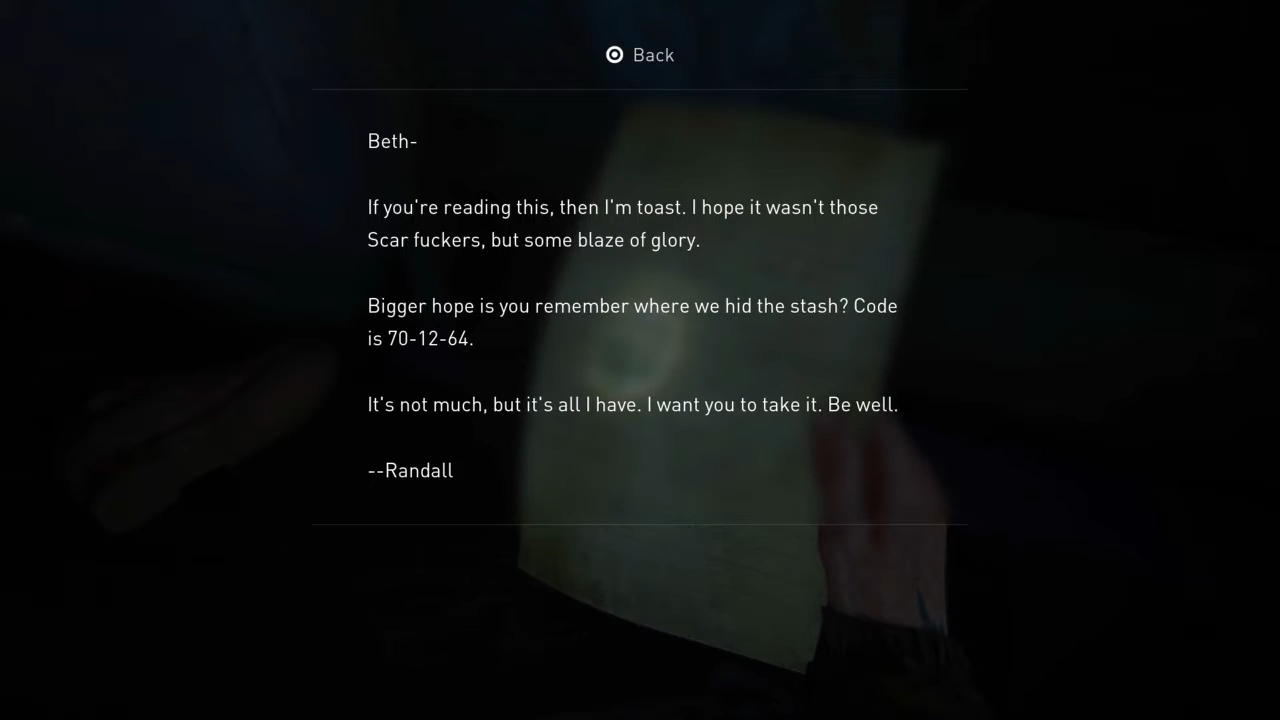 Back
Beth-
If you're reading this, then I'm toast. I hope it wasn't those
Scar fuckers, but some blaze of glory.
Bigger hope is you remember where we hid the stash? Code
is 70-12-64.
It's not much, but it's all I have. I want you to take it. Be well.
--Randall